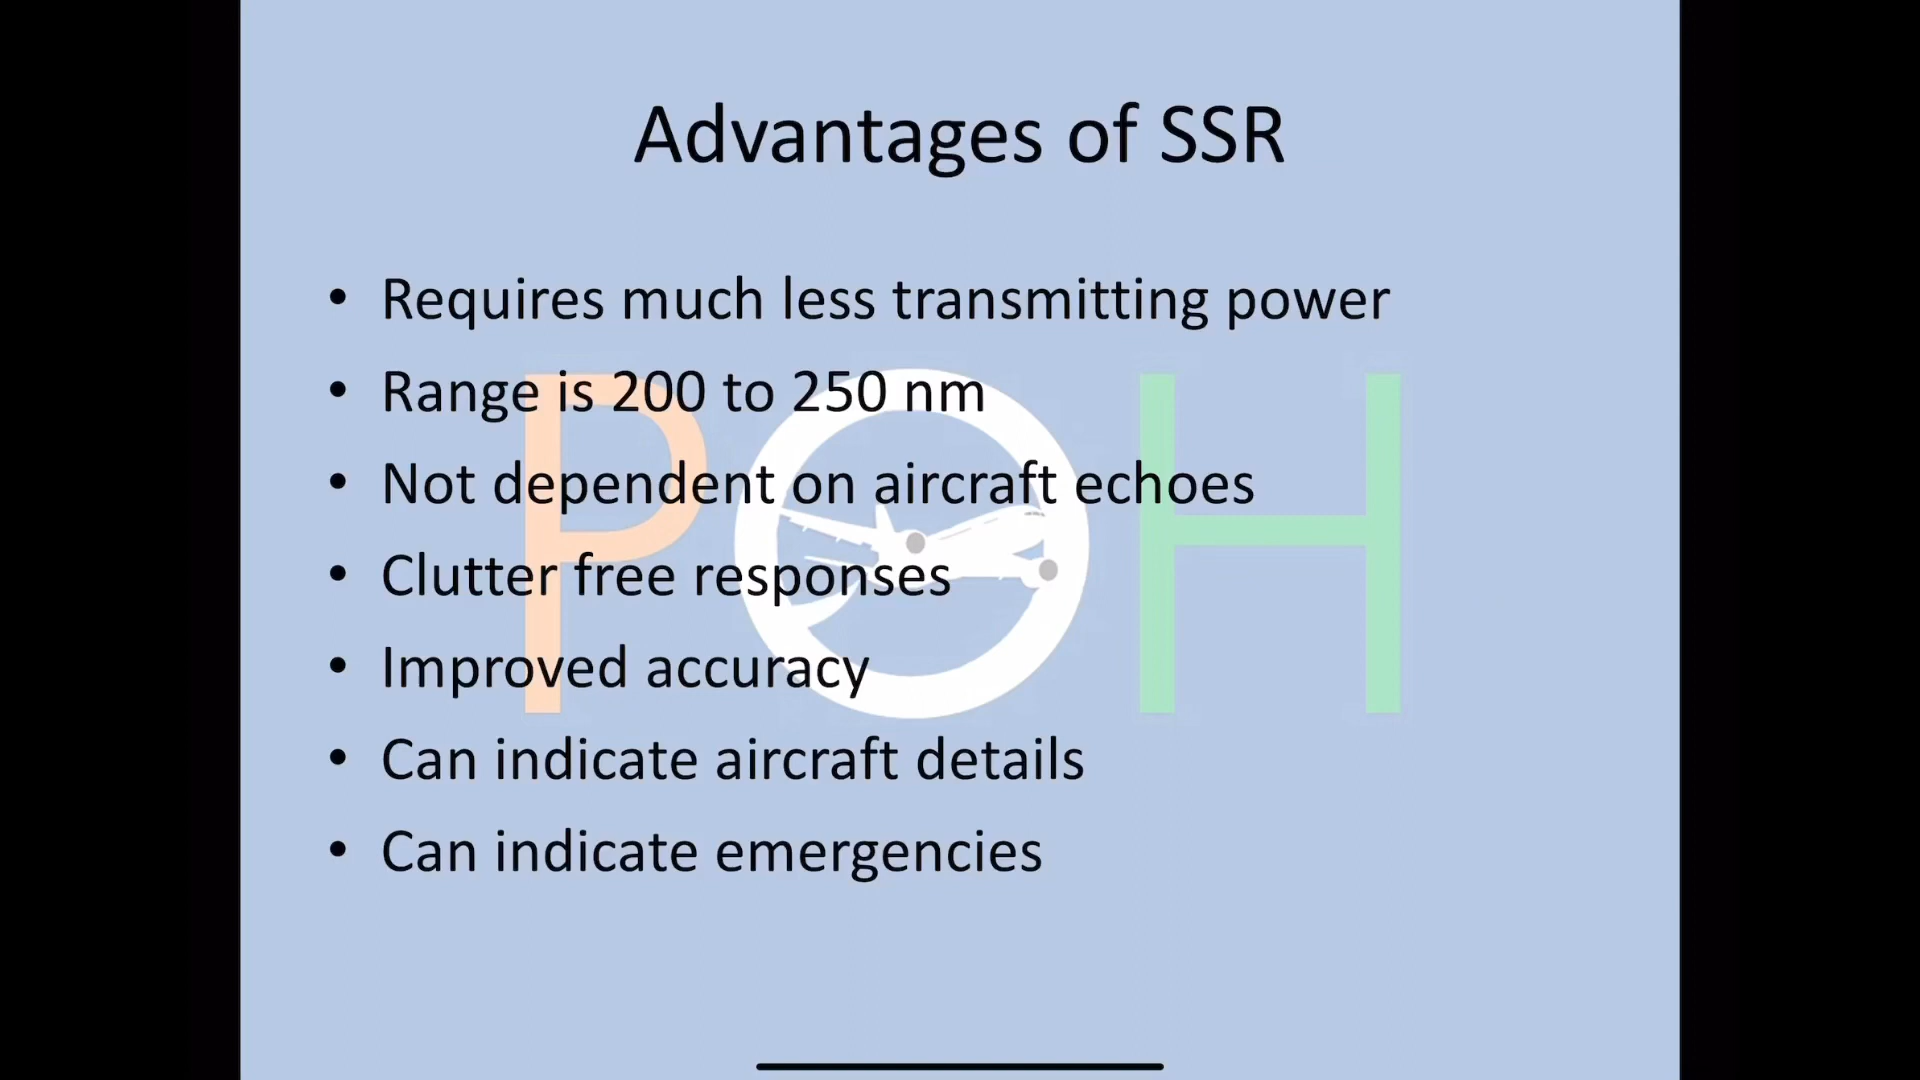 Advantages of SSR
• Requires much less transmitting power
• Range is 200 to 250 nm
• Not dependent on aircraft echoes
• Clutter free responses
• Improved accuracy
• Can indicate aircraft details
• Can indicate emergencies
POH